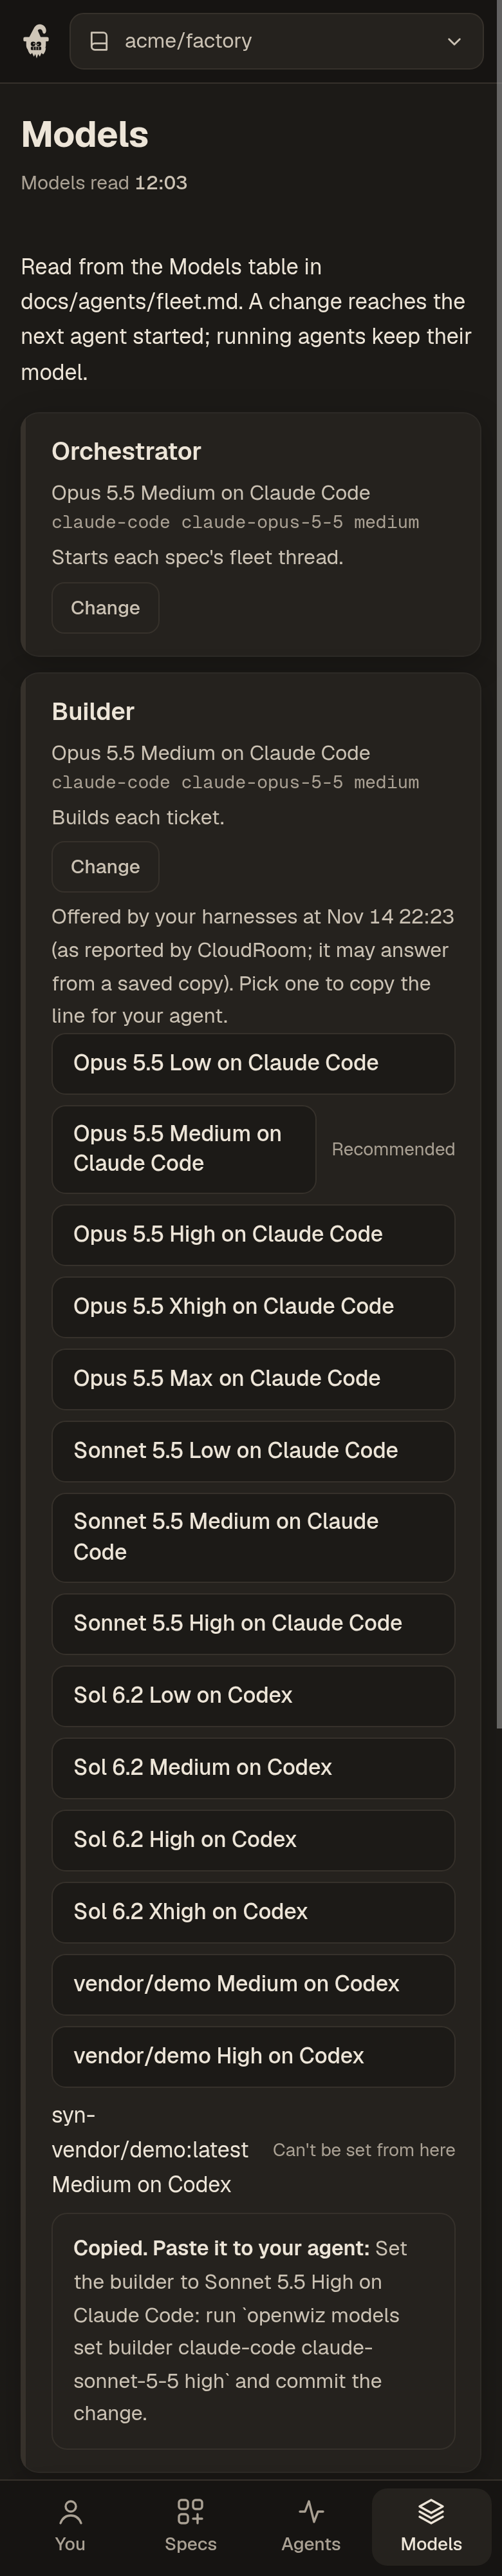 acme/factory
Models
Models read 12:03
Read from the Models table in
docs/agents/fleet.md. A change reaches the
next agent started; running agents keep their
model.
Orchestrator
Opus 5.5 Medium on Claude Code
claude-code claude-opus-5-5 medium
Starts each spec's fleet thread.
Change
Builder
Opus 5.5 Medium on Claude Code
claude-code claude-opus-5-5 medium
Builds each ticket.
Change
Offered by your harnesses at Nov 14 22:23
(as reported by CloudRoom; it may answer
from a saved copy). Pick one to copy the
line for your agent.
Opus 5.5 Low on Claude Code
Opus 5.5 Medium on
Claude Code
Recommended
Opus 5.5 High on Claude Code
Opus 5.5 Xhigh on Claude Code
Opus 5.5 Max on Claude Code
Sonnet 5.5 Low on Claude Code
Sonnet 5.5 Medium on Claude
Code
Sonnet 5.5 High on Claude Code
Sol 6.2 Low on Codex
Sol 6.2 Medium on Codex
Sol 6.2 High on Codex
Sol 6.2 Xhigh on Codex
vendor/demo Medium on Codex
vendor/demo High on Codex
syn-
vendor/demo:latest
Medium on Codex
Can't be set from here
Copied. Paste it to your agent: Set
the builder to Sonnet 5.5 High on
Claude Code: run `openwiz models
set builder claude-code claude-
sonnet-5-5 high` and commit the
change.
You
Specs
Agents
Models